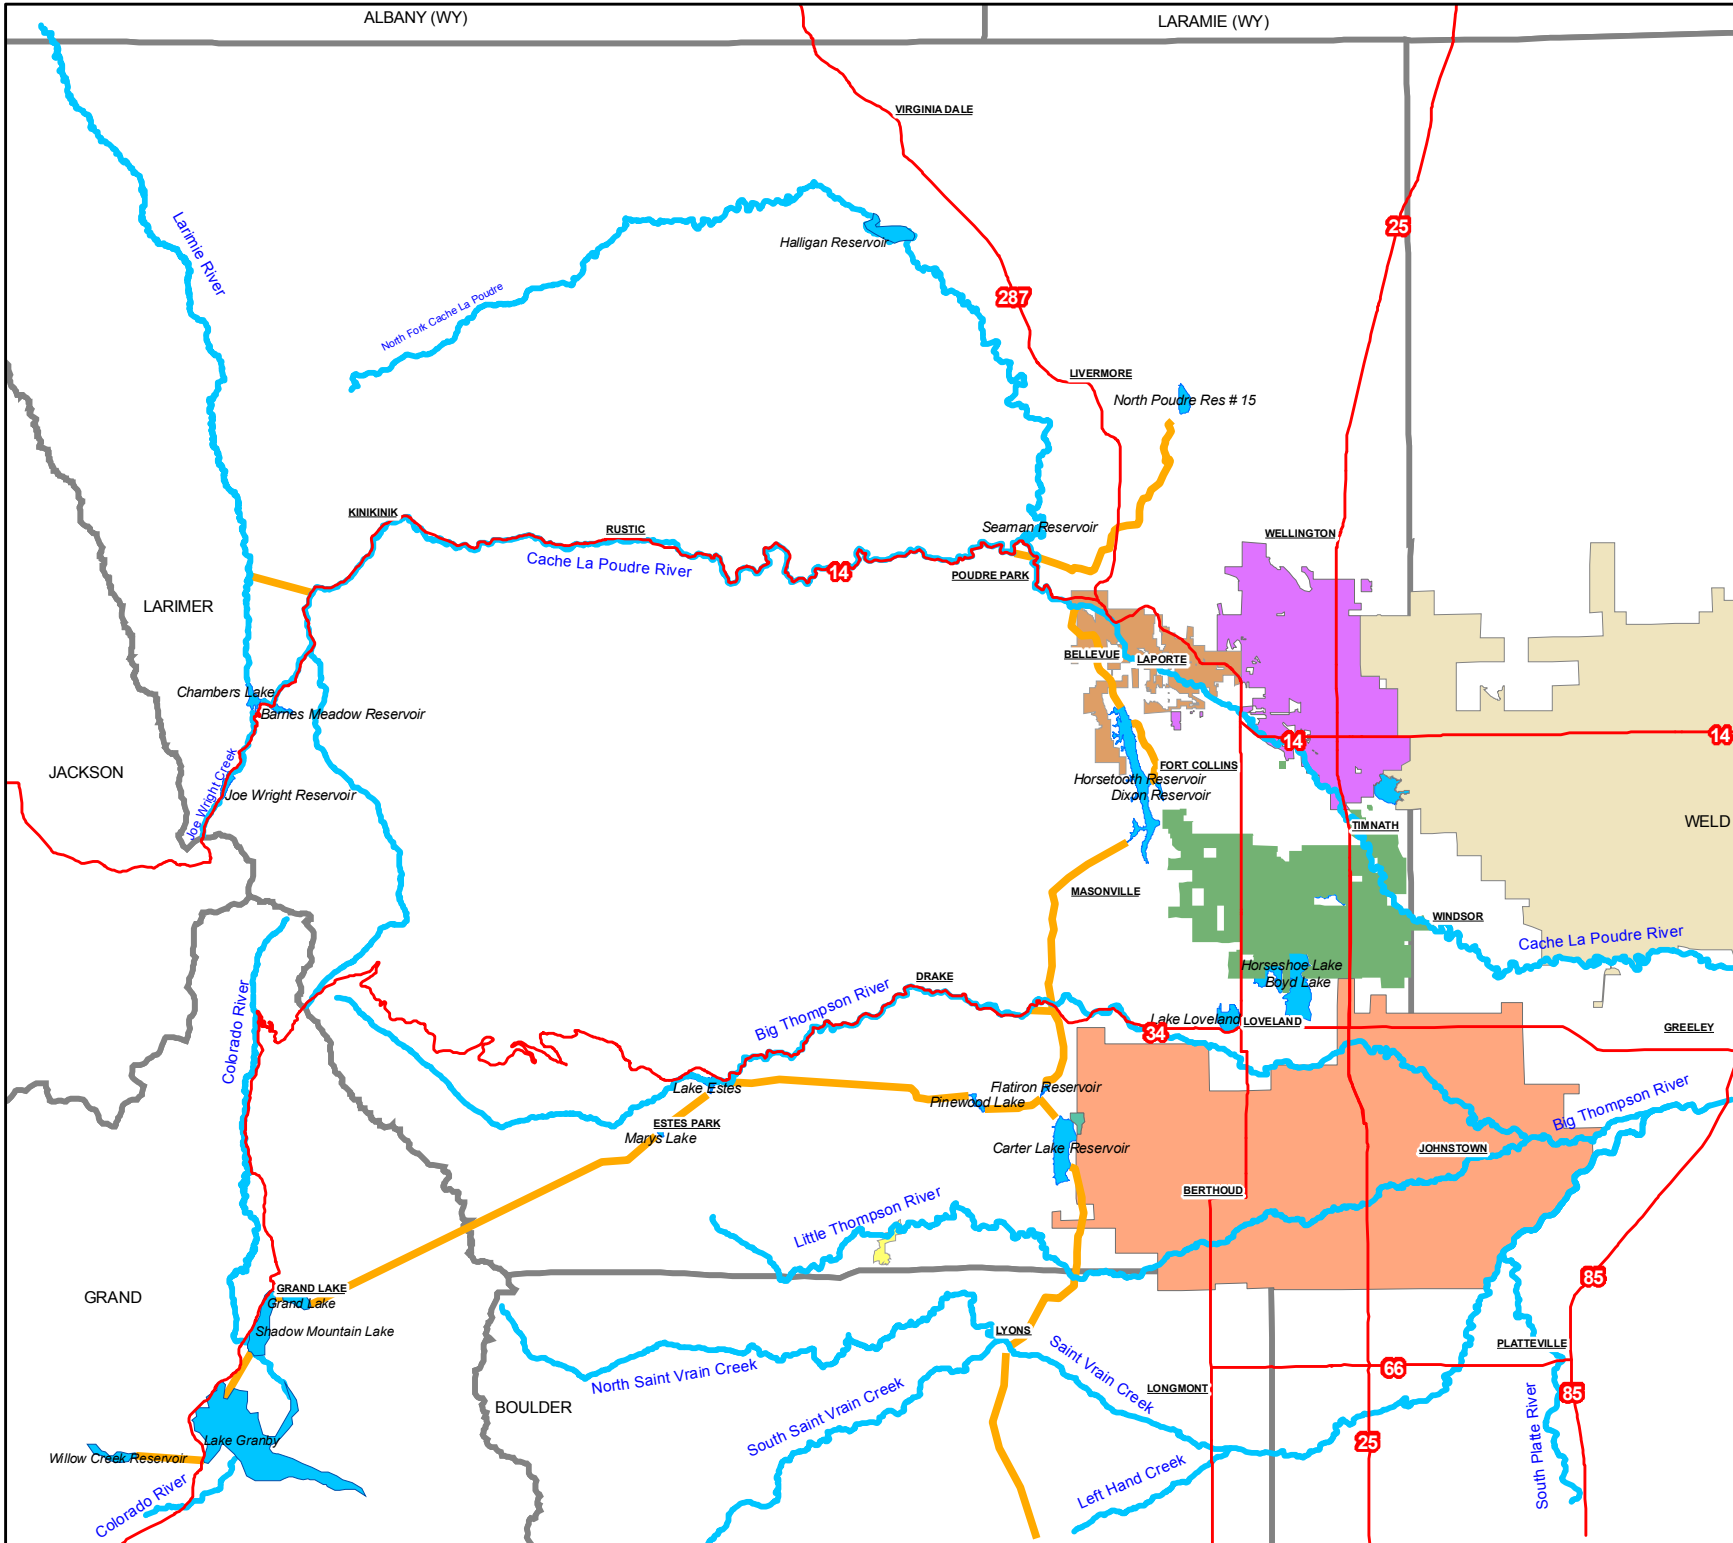 ALBANY (WY)
LARAMIE (WY)
VIRGINIA DALE
Larimie River
25
Halligan Reservoir
287
North Fork Cache La Poudre
LIVERMORE
North Poudre Res # 15
KINIKINIK
RUSTIC
Seaman Reservoir
WELLINGTON
Cache La Poudre River
14
POUDRE PARK
LARIMER
BELLEVUE
LAPORTE
Chambers Lake
Barnes Meadow Reservoir
14
14
JACKSON
FORT COLLINS
Horsetooth Reservoir
Joe Wright Creek
Joe Wright Reservoir
Dixon Reservoir
TIMNATH
WELD
MASONVILLE
WINDSOR
Cache La Poudre River
Horseshoe Lake
DRAKE
Boyd Lake
Big Thompson River
Colorado River
Lake Loveland
LOVELAND
34
GREELEY
Lake Estes
Flatiron Reservoir
Pinewood Lake
Big Thompson River
ESTES PARK
Marys Lake
Carter Lake Reservoir
JOHNSTOWN
BERTHOUD
Little Thompson River
GRAND LAKE
GRAND
Grand Lake
85
Shadow Mountain Lake
LYONS
PLATTEVILLE
Saint Vrain Creek
66
North Saint Vrain Creek
LONGMONT
85
BOULDER
South Saint Vrain Creek
Lake Granby
25
Willow Creek Reservoir
South Platte River
Left Hand Creek
Colorado River